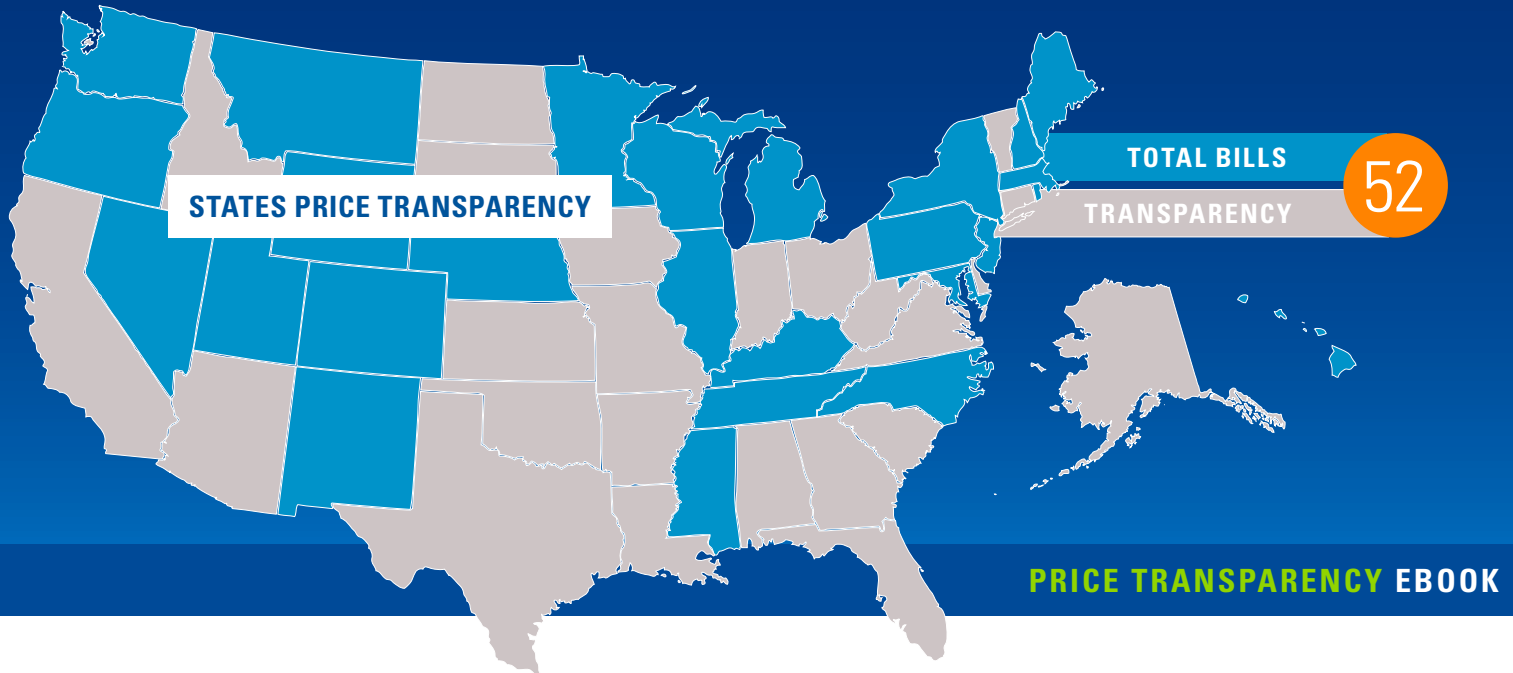 STATES PRICE TRANSPARENCY
TOTAL BILLS
TRANSPARENCY
52
PRICE TRANSPARENCY EBOOK